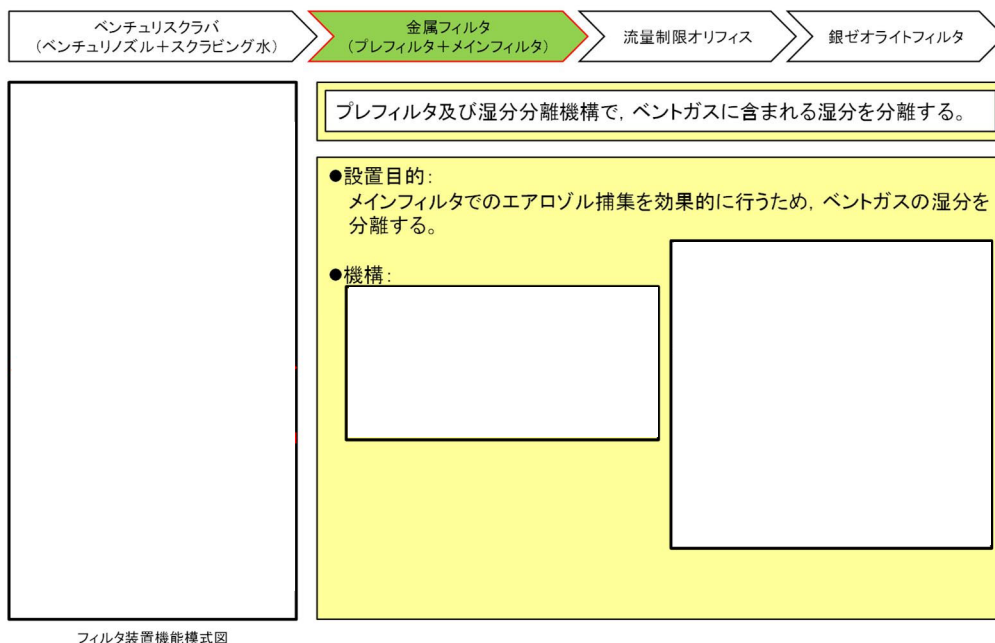 ベンチュリスクラバ
（ベンチュリノズル＋スクラビング水）
金属フィルタ
（プレフィルタ＋メインフィルタ）
流量制限オリフィス
銀ゼオライトフィルタ
プレフィルタ及び湿分分離機構で，ベントガスに含まれる湿分を分離する。
●設置目的：
メインフィルタでのエアロゾル捕集を効果的に行うため，ベントガスの湿分を
分離する。
●機構：
フィルタ装置機能模式図